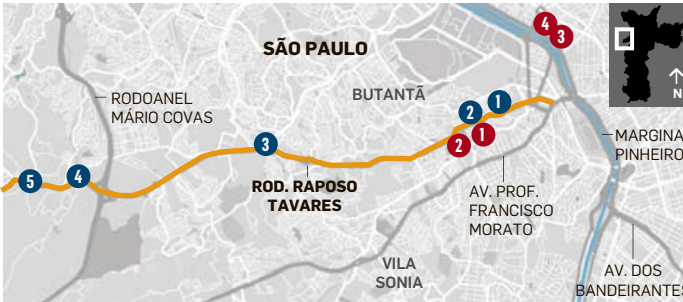 SÃO PAULO
4
3
N
RODOANEL
MÁRIO COVAS
BUTANTÃ
1
2
1
2
3
4
5
ROD. RAPOSO
TAVARES
MARGINAL
PINHEIROS
AV. PROF.
FRANCISCO
MORATO
VILA
SONIA
AV. DOS
BANDEIRANTES